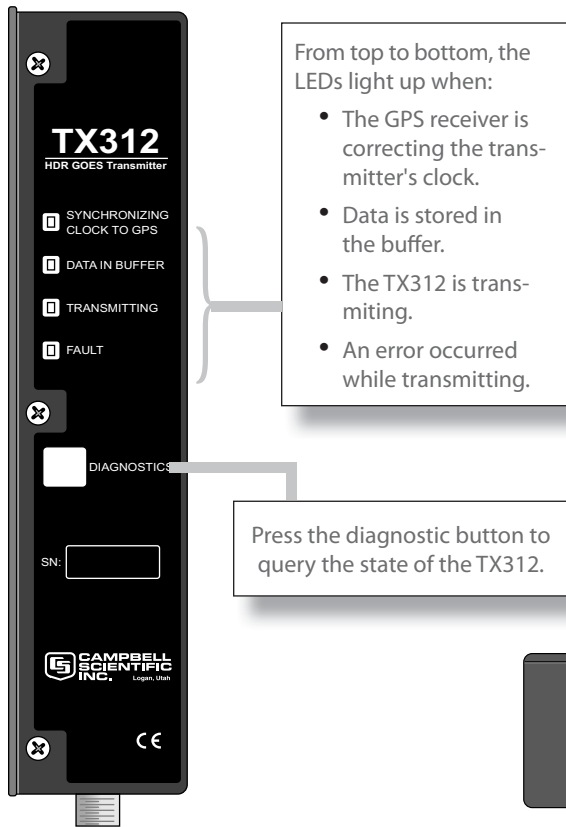 TX312
HDR GOES Transmitter
SYNCHRONIZING
CLOCK TO GPS
DATA IN BUFFER
TRANSMITTING
FAULT
DIAGNOSTICS
SN:
CAMPBELL
SCIENTIFIC
INC.
Logan, Utah
CE
From top to bottom, the
LEDs light up when:
• The GPS receiver is
correcting the trans-
mitter's clock.
• Data is stored in
the buffer.
• The TX312 is trans-
miting.
• An error occurred
while transmitting.
Press the diagnostic button to
query the state of the TX312.